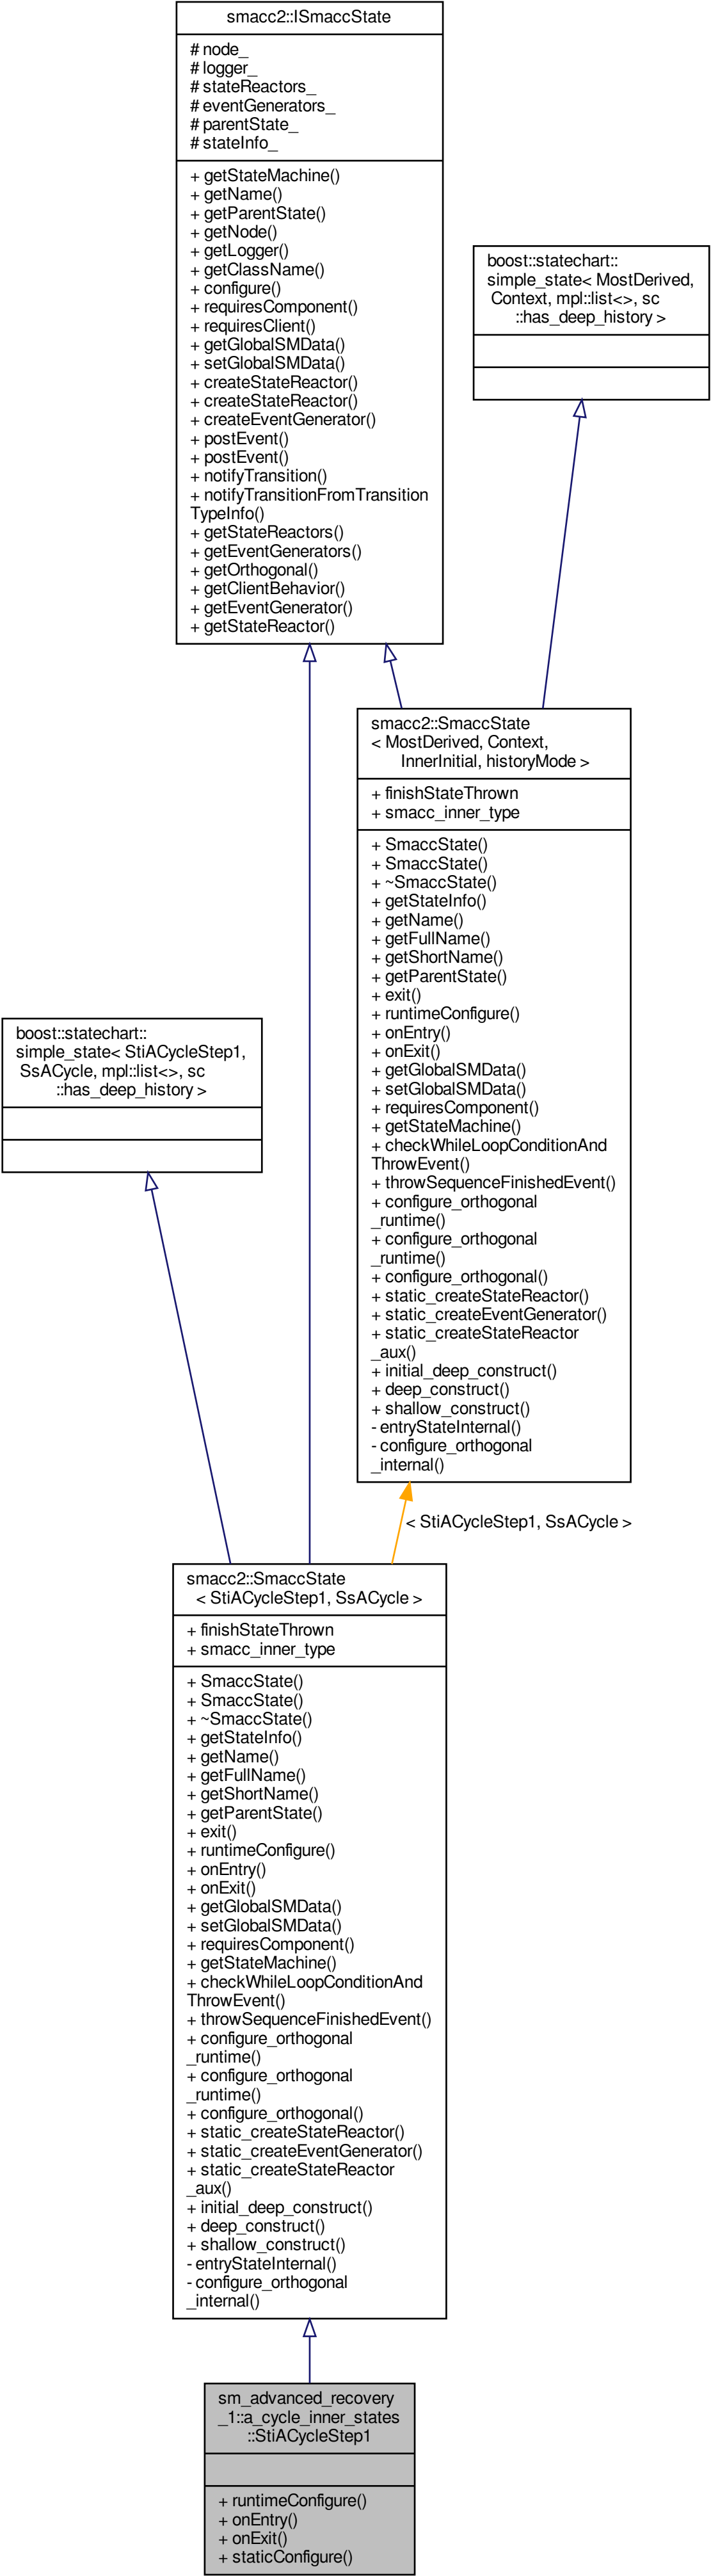 smacc2::ISmaccState
# node_
# logger_
# stateReactors_
# eventGenerators_
# parentState_
# stateInfo_
+ getStateMachine()
+ getName()
+ getParentState()
+ getNode()
+ getLogger()
+ getClassName()
+ configure()
+ requiresComponent()
+ requiresClient()
+ getGlobalSMData()
+ setGlobalSMData()
+ createStateReactor()
+ createStateReactor()
+ createEventGenerator()
+ postEvent()
+ postEvent()
+ notifyTransition()
+ notifyTransitionFromTransition
TypeInfo()
+ getStateReactors()
+ getEventGenerators()
+ getOrthogonal()
+ getClientBehavior()
+ getEventGenerator()
+ getStateReactor()
boost::statechart::
simple_state< MostDerived,
Context, mpl::list<>, sc
::has_deep_history >
smacc2::SmaccState
< MostDerived, Context,
InnerInitial, historyMode >
+ finishStateThrown
+ smacc_inner_type
+ SmaccState()
+ SmaccState()
+ ~SmaccState()
+ getStateInfo()
+ getName()
+ getFullName()
+ getShortName()
+ getParentState()
+ exit()
+ runtimeConfigure()
+ onEntry()
+ onExit()
+ getGlobalSMData()
+ setGlobalSMData()
+ requiresComponent()
+ getStateMachine()
+ checkWhileLoopConditionAnd
ThrowEvent()
+ throwSequenceFinishedEvent()
+ configure_orthogonal
_runtime()
+ configure_orthogonal
_runtime()
+ configure_orthogonal()
+ static_createStateReactor()
+ static_createEventGenerator()
+ static_createStateReactor
_aux()
+ initial_deep_construct()
+ deep_construct()
+ shallow_construct()
- entryStateInternal()
- configure_orthogonal
_internal()
boost::statechart::
simple_state< StiACycleStep1,
SsACycle, mpl::list<>, sc
::has_deep_history >
< StiACycleStep1, SsACycle >
smacc2::SmaccState
< StiACycleStep1, SsACycle >
+ finishStateThrown
+ smacc_inner_type
+ SmaccState()
+ SmaccState()
+ ~SmaccState()
+ getStateInfo()
+ getName()
+ getFullName()
+ getShortName()
+ getParentState()
+ exit()
+ runtimeConfigure()
+ onEntry()
+ onExit()
+ getGlobalSMData()
+ setGlobalSMData()
+ requiresComponent()
+ getStateMachine()
+ checkWhileLoopConditionAnd
ThrowEvent()
+ throwSequenceFinishedEvent()
+ configure_orthogonal
_runtime()
+ configure_orthogonal
_runtime()
+ configure_orthogonal()
+ static_createStateReactor()
+ static_createEventGenerator()
+ static_createStateReactor
_aux()
+ initial_deep_construct()
+ deep_construct()
+ shallow_construct()
- entryStateInternal()
- configure_orthogonal
_internal()
sm_advanced_recovery
_1::a_cycle_inner_states
::StiACycleStep1
+ runtimeConfigure()
+ onEntry()
+ onExit()
+ staticConfigure()